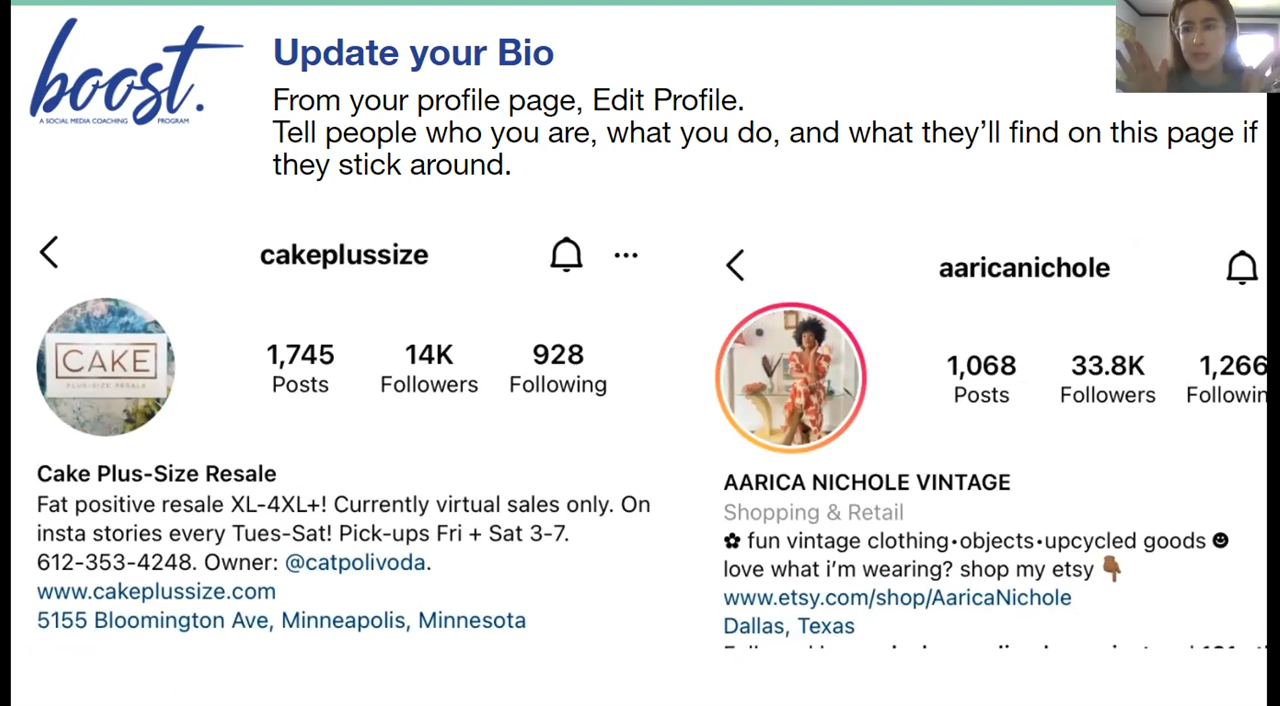 boost.
A SOCIAL MEDIA COACHING PROGRAM
Update your Bio
From your profile page, Edit Profile.
Tell people who you are, what you do, and what they'll find on this page if
they stick around.
cakeplussize
CAKE
PLUS-SIZE RESALE
1,745 14K 928
Posts Followers Following
Cake Plus-Size Resale
Fat positive resale XL-4XL+! Currently virtual sales only. On
insta stories every Tues-Sat! Pick-ups Fri + Sat 3-7.
612-353-4248. Owner: @catpolivoda.
www.cakeplussize.com
5155 Bloomington Ave, Minneapolis, Minnesota
aaricanichole
1,068 33.8K 1,266
Posts Followers Followin
AARICA NICHOLE VINTAGE
Shopping & Retail
✿ fun vintage clothing•objects•upcycled goods ☻
love what i'm wearing? shop my etsy 👇🏾
www.etsy.com/shop/AaricaNichole
Dallas, Texas